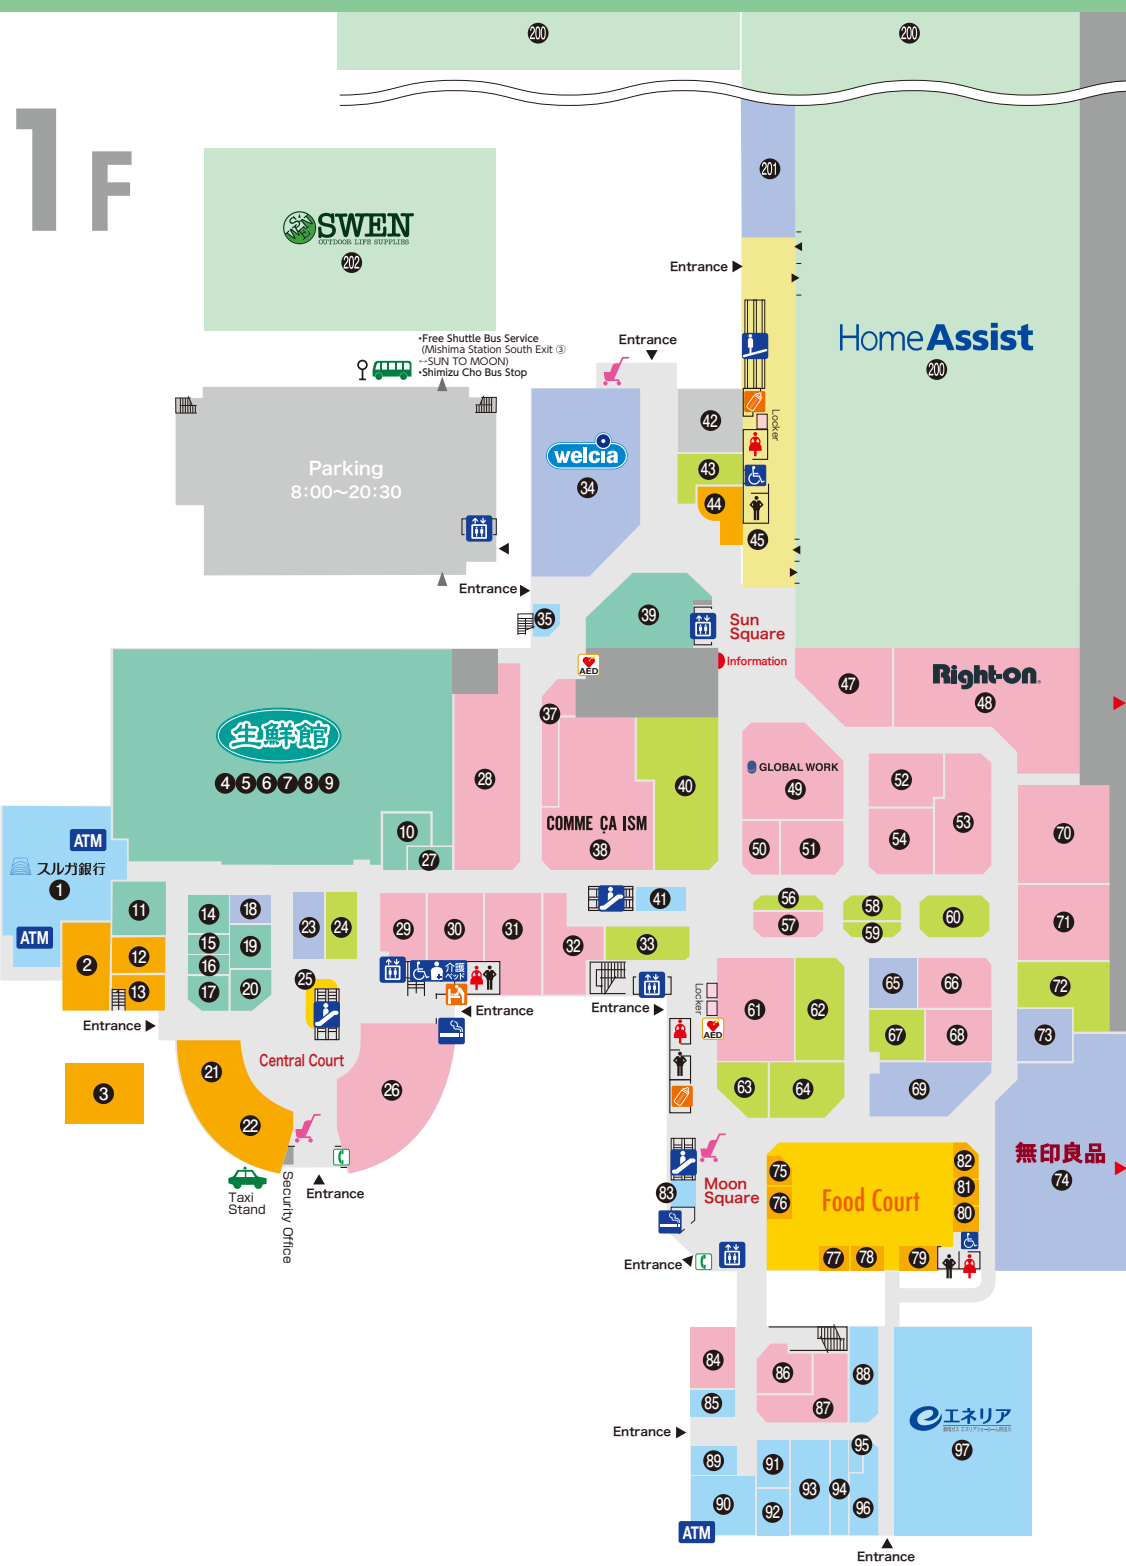 200
200
1F
201
SWEN
OUTDOOR LIFE SUPPLIES
202
Entrance
HomeAssist
200
•Free Shuttle Bus Service
(Mishima Station South Exit ③
↔SUN TO MOON)
•Shimizu Cho Bus Stop
Entrance
Locker
42
welcia
34
43
44
45
Parking
8:00〜20:30
Entrance
35
39
Sun
Square
AED
Information
47
Right-on.
48
生鮮館
4 5 6 7 8 9
37
28
40
GLOBAL WORK
49
52
53
COMME ÇA ISM
38
50
51
54
70
10
27
ATM
スルガ銀行
1
11
14
18
23
24
41
56
57
58
59
60
71
ATM
2
12
15
19
29
30
31
32
33
13
16
17
20
25
介護
ベッド
Entrance
Locker
AED
61
62
65
66
72
67
68
73
Entrance
Entrance
Central Court
3
21
22
26
63
64
69
Taxi
Stand
Security Office
Entrance
Moon
Square
83
75
76
Food Court
82
81
80
無印良品
74
77
78
79
Entrance
84
85
86
87
88
エネリア
97
Entrance
89
90
91
92
93
94
95
96
ATM
Entrance